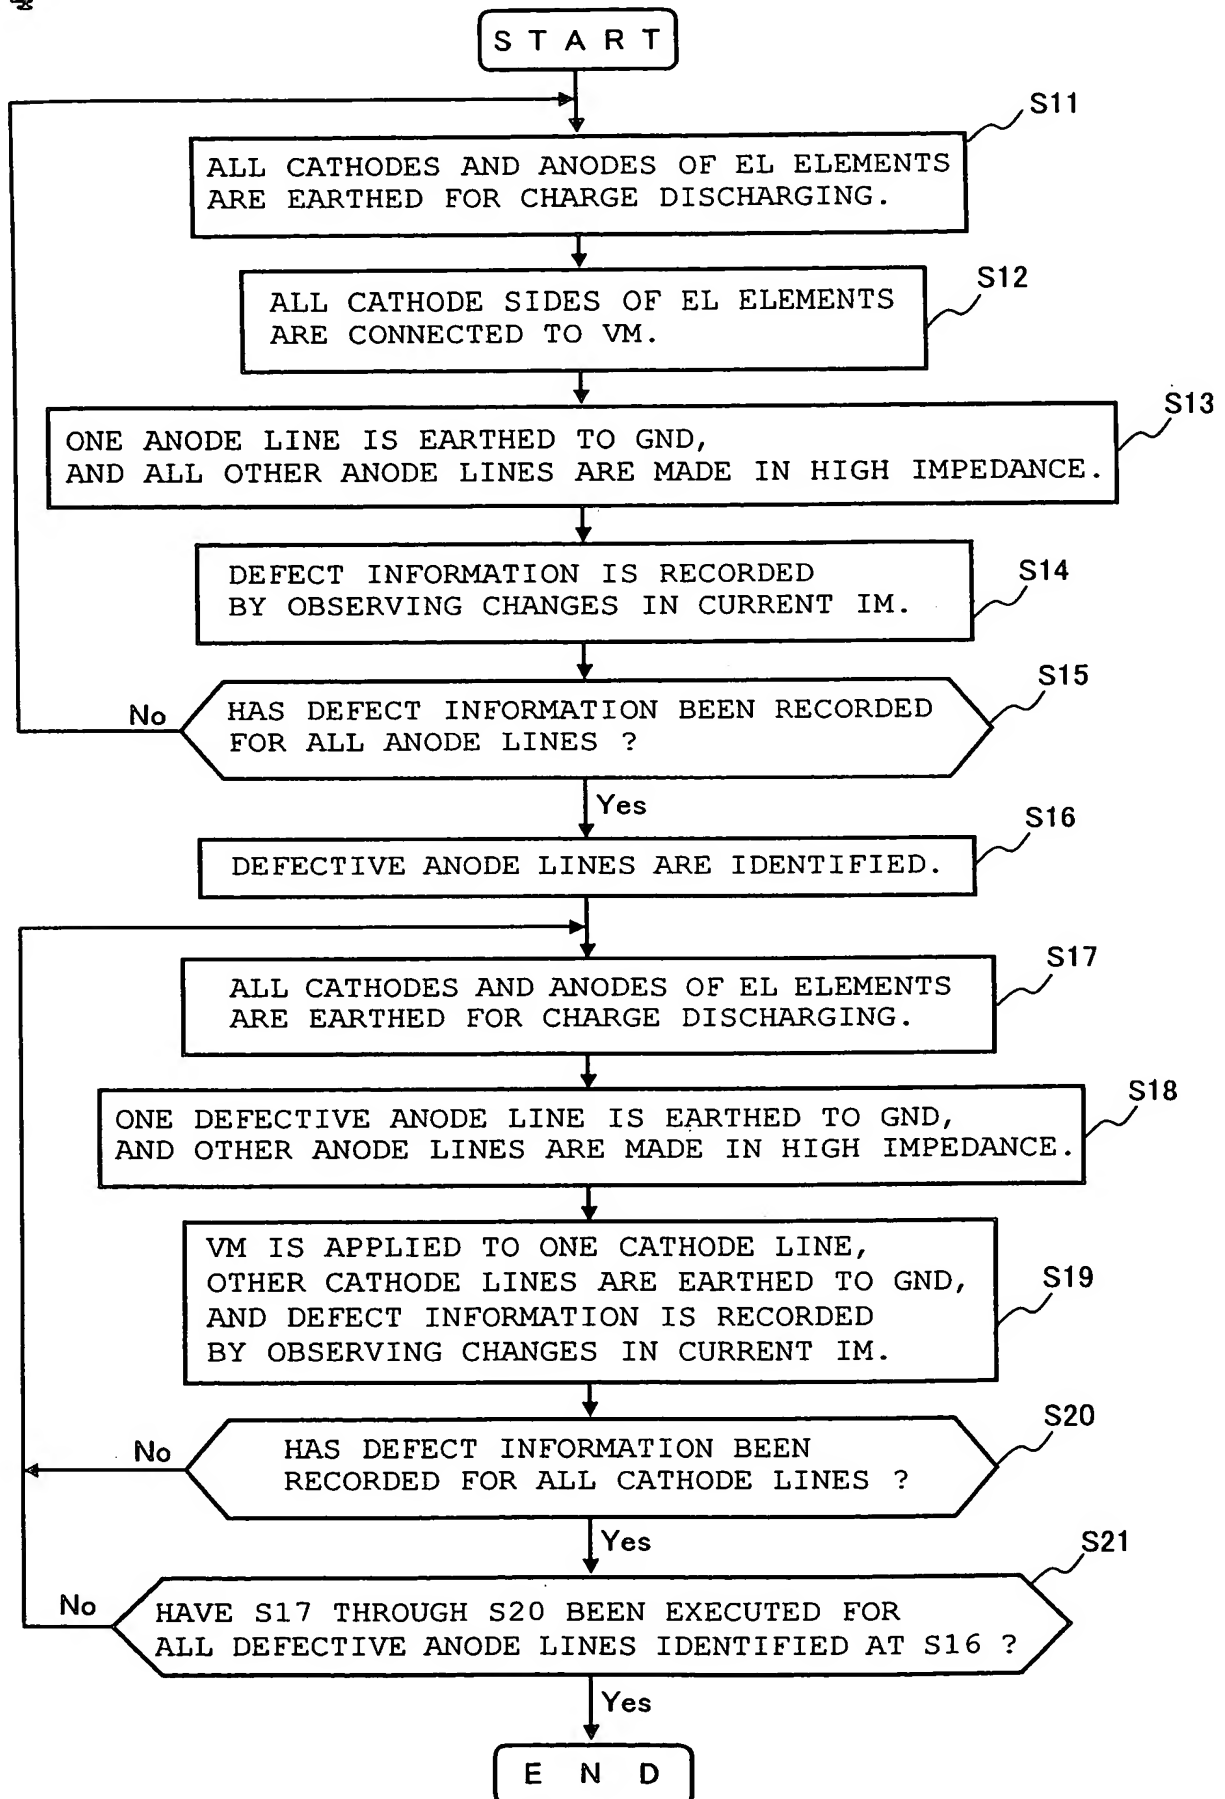 START
S11
ALL CATHODES AND ANODES OF EL ELEMENTS
ARE EARTHED FOR CHARGE DISCHARGING.
S12
ALL CATHODE SIDES OF EL ELEMENTS
ARE CONNECTED TO VM.
S13
ONE ANODE LINE IS EARTHED TO GND,
AND ALL OTHER ANODE LINES ARE MADE IN HIGH IMPEDANCE.
S14
DEFECT INFORMATION IS RECORDED
BY OBSERVING CHANGES IN CURRENT IM.
S15
No
HAS DEFECT INFORMATION BEEN RECORDED
FOR ALL ANODE LINES ?
Yes
S16
DEFECTIVE ANODE LINES ARE IDENTIFIED.
S17
ALL CATHODES AND ANODES OF EL ELEMENTS
ARE EARTHED FOR CHARGE DISCHARGING.
S18
ONE DEFECTIVE ANODE LINE IS EARTHED TO GND,
AND OTHER ANODE LINES ARE MADE IN HIGH IMPEDANCE.
S19
VM IS APPLIED TO ONE CATHODE LINE,
OTHER CATHODE LINES ARE EARTHED TO GND,
AND DEFECT INFORMATION IS RECORDED
BY OBSERVING CHANGES IN CURRENT IM.
S20
No
HAS DEFECT INFORMATION BEEN
RECORDED FOR ALL CATHODE LINES ?
Yes
S21
No
HAVE S17 THROUGH S20 BEEN EXECUTED FOR
ALL DEFECTIVE ANODE LINES IDENTIFIED AT S16 ?
Yes
END